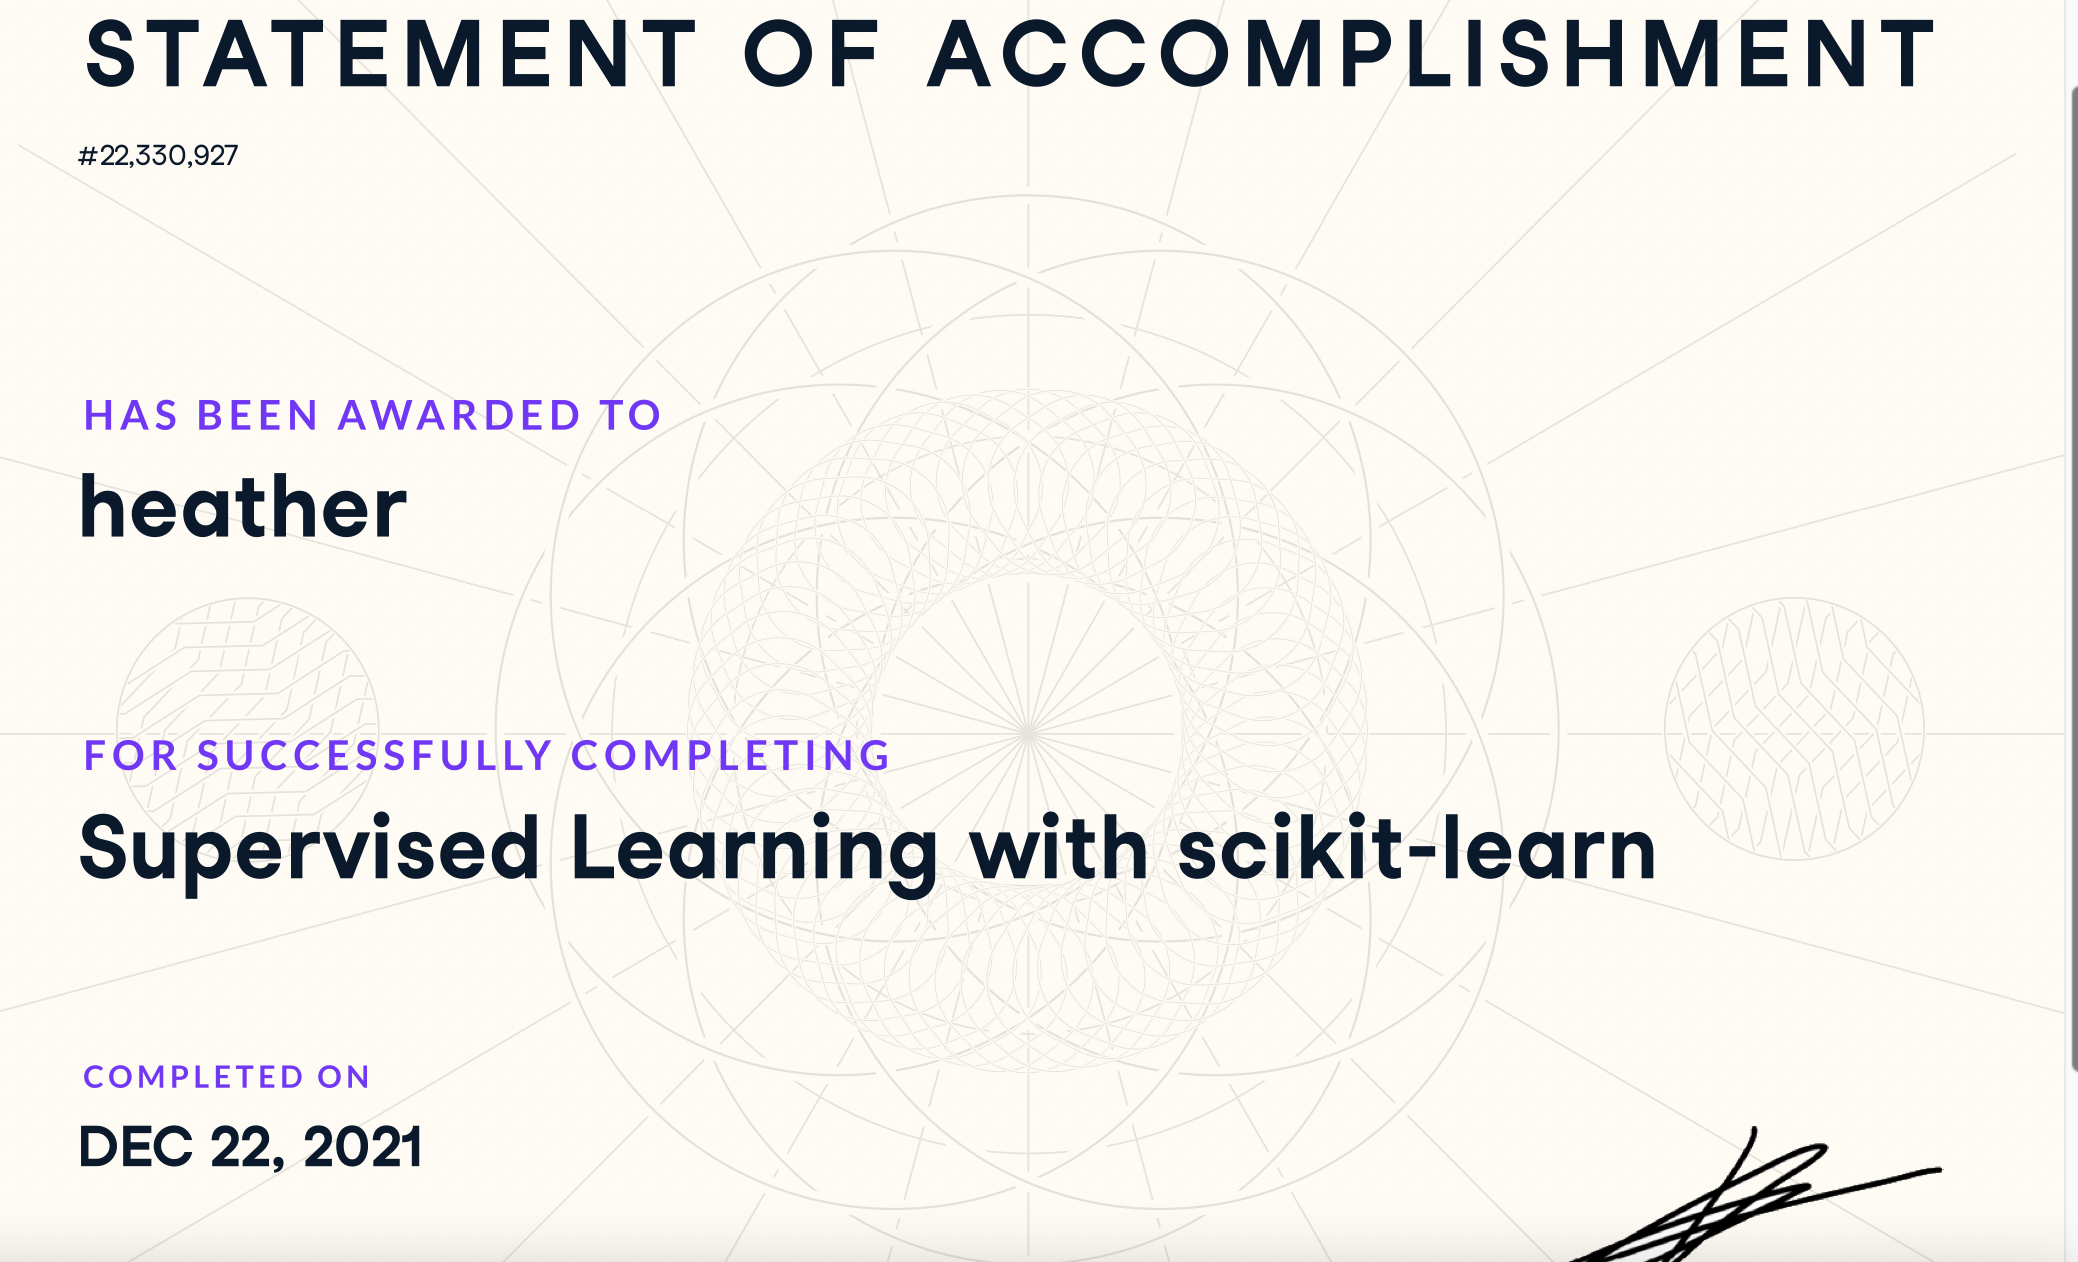 STATEMENT OF ACCOMPLISHMENT
#22,330,927
HAS BEEN AWARDED TO
heather
FOR SUCCESSFULLY COMPLETING
Supervised Learning with scikit-learn
COMPLETED ON
DEC 22, 2021